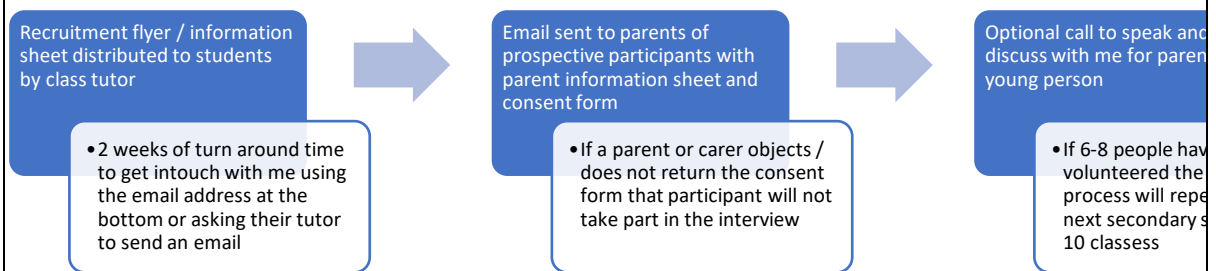 Recruitment flyer / information
sheet distributed to students
by class tutor
•2 weeks of turn around time
to get intouch with me using
the email address at the
bottom or asking their tutor
to send an email
Email sent to parents of
prospective participants with
parent information sheet and
consent form
•If a parent or carer objects /
does not return the consent
form that participant will not
take part in the interview
Optional call to speak and
discuss with me for
young person
•If 6-8 people
volunteered the
process will
next secondary
10 classess